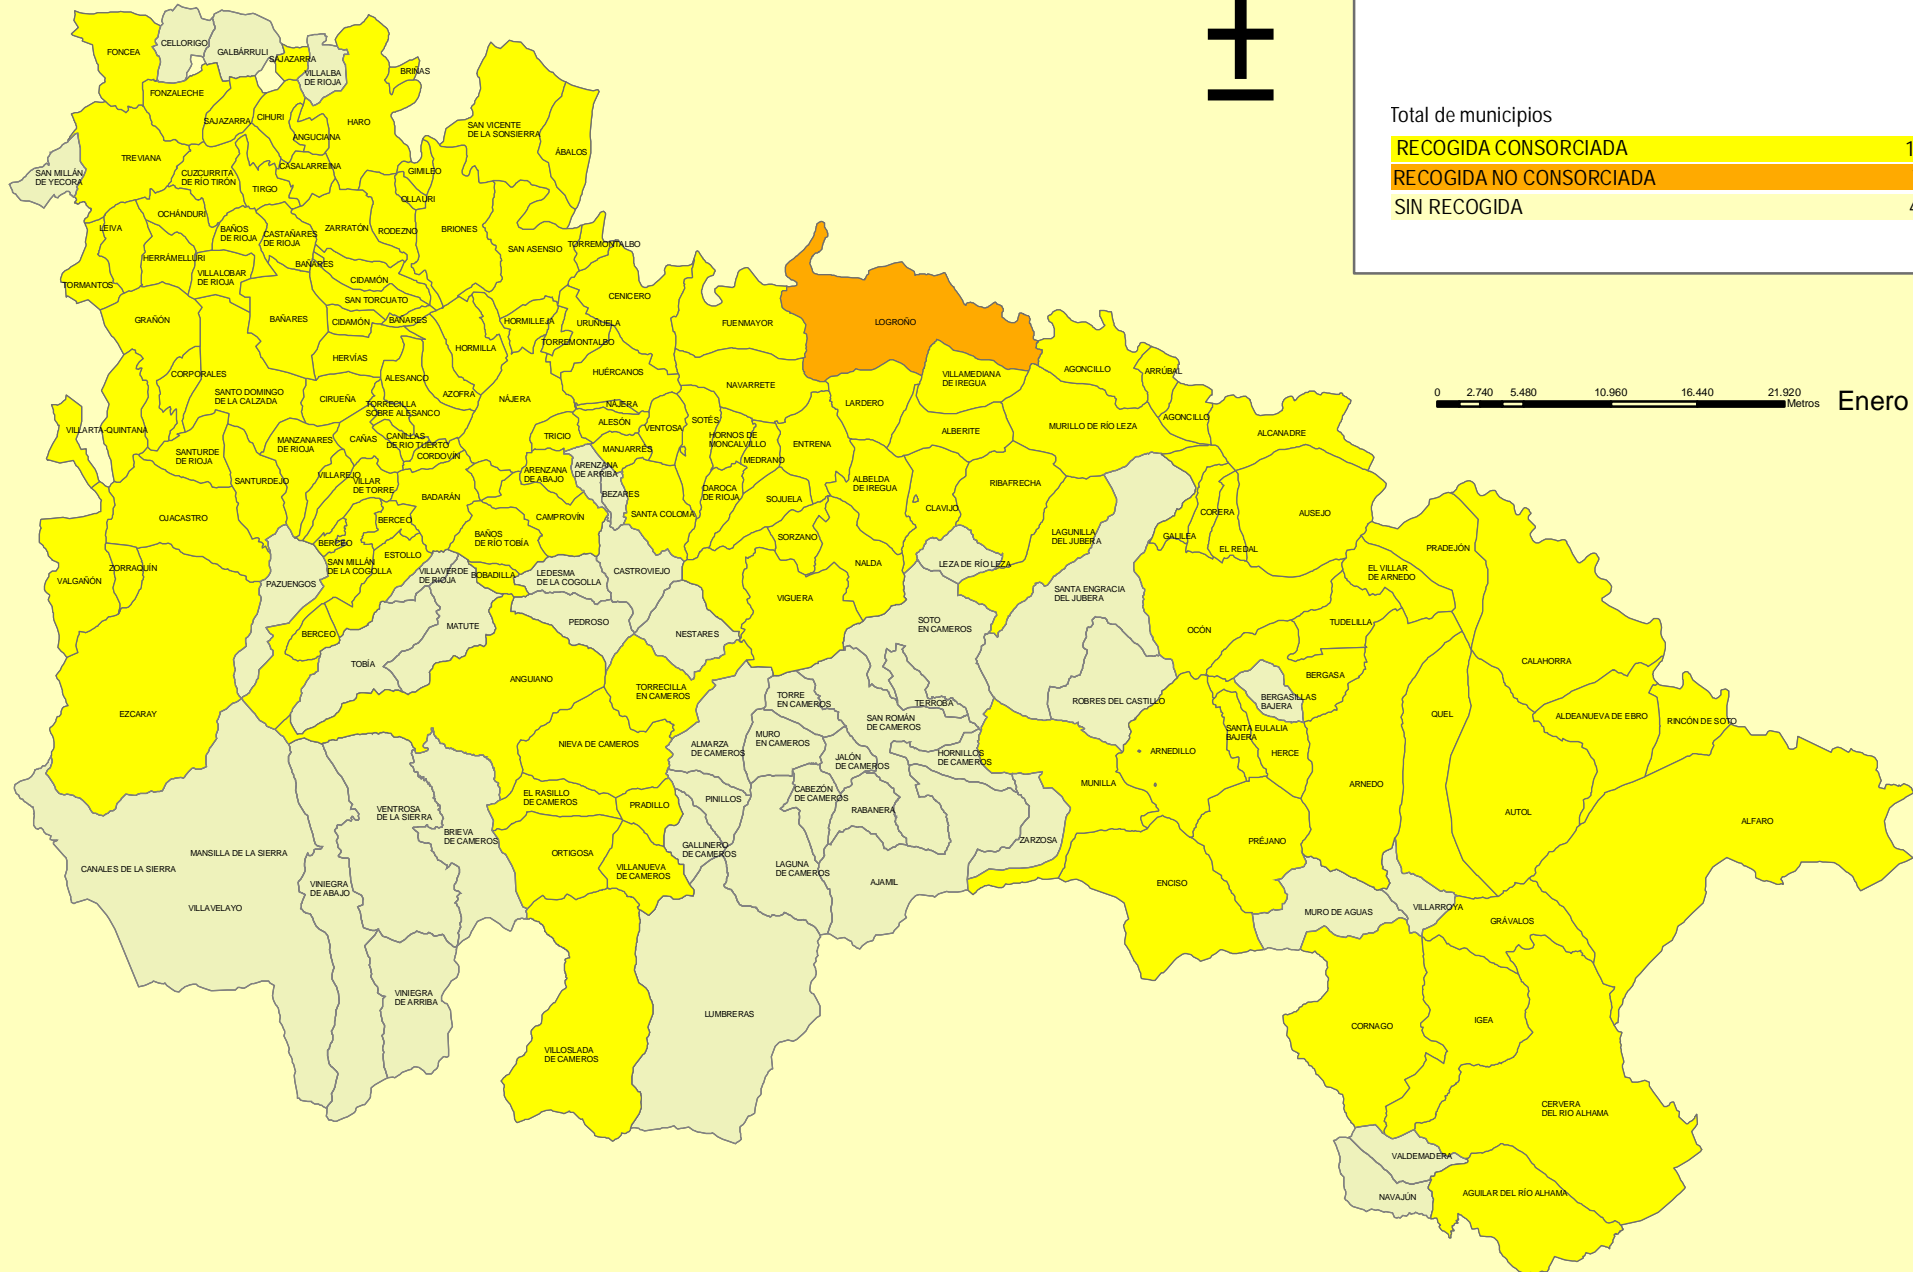 Total de municipios
RECOGIDA CONSORCIADA 1
RECOGIDA NO CONSORCIADA
SIN RECOGIDA 4
0 2.740 5.480 10.960 16.440 21.920
Metros
Enero
FONCEA
CELLORIGO
GALBÁRRULI
SAJAZARRA
VILLALBA
DE RIOJA
BRIÑAS
FONZALECHE
SAJAZARRA
CIHURI
ANGUCIANA
HARO
SAN VICENTE
DE LA SONSIERRA
ÁBALOS
TREVIANA
SAN MILLÁN
DE YECORA
CUZCURRITA
DE RÍO TIRÓN
TIRGO
CASALARREINA
GIMILEO
OLLAURI
OCHÁNDURI
LEIVA
BAÑOS
DE RIOJA
CASTAÑARES
DE RIOJA
ZARRATÓN
RODEZNO
BRIONES
SAN ASENSIO
TORREMONTALBO
HERRAMÉLLURI
VILLALOBAR
DE RIOJA
BAÑARES
CIDAMÓN
TORMANTOS
SAN TORCUATO
CENICERO
GRAÑÓN
BAÑARES
CIDAMÓN
BAÑARES
HORMILLEJA
URUÑUELA
TORREMONTALBO
FUENMAYOR
LOGROÑO
HORMILLA
HERVÍAS
CORPORALES
SANTO DOMINGO
DE LA CALZADA
CIRUEÑA
ALESANCO
AZOFRA
NÁJERA
HUÉRCANOS
NAVARRETE
VILLAMEDIANA
DE IREGUA
AGONCILLO
ARRÚBAL
TORRECILLA
SOBRE ALESANCO
NÁJERA
LARDERO
VILLARTA-QUINTANA
ALESÓN
VENTOSA
SOTÉS
HORNOS DE
MONCALVILLO
ENTRENA
ALBERITE
MURILLO DE RÍO LEZA
AGONCILLO
ALCANADRE
SANTURDE
DE RIOJA
MANZANARES
DE RIOJA
CAÑAS
CANILLAS
DE RIO TUERTO
CORDOVÍN
TRICIO
MANJARRÉS
MEDRANO
ARENZANA
DE ARRIBA
ARENZANA
DE ABAJO
SANTURDEJO
VILLAREJO
VILLAR
DE TORRE
BADARÁN
BEZARES
DAROCA
DE RIOJA
SOJUELA
ALBELDA
DE IREGUA
RIBAFRECHA
CLAVIJO
CORERA
AUSEJO
OJACASTRO
BERCEO
CAMPROVÍN
SANTA COLOMA
BAÑOS
DE RÍO TOBÍA
SORZANO
LAGUNILLA
DEL JUBERA
GALILEA
EL REDAL
PRADEJÓN
BERCEO
ESTOLLO
SAN MILLÁN
DE LA COGOLLA
VILLAVERDE
DE RIOJA
BOBADILLA
LEDESMA
DE LA COGOLLA
CASTROVIEJO
NALDA
LEZA DE RÍO LEZA
EL VILLAR
DE ARNEDO
ZORRAQUÍN
VALGAÑÓN
PAZUENGOS
VIGUERA
SANTA ENGRACIA
DEL JUBERA
MATUTE
PEDROSO
NESTARES
SOTO
EN CAMEROS
OCÓN
TUDELILLA
BERCEO
TOBÍA
CALAHORRA
ANGUIANO
TORRECILLA
EN CAMEROS
TORRE
EN CAMEROS
TERROBA
ROBRES DEL CASTILLO
BERGASA
BERGASILLAS
BAJERA
EZCARAY
QUEL
ALDEANUEVA DE EBRO
RINCÓN DE SOTO
SAN ROMÁN
DE CAMEROS
SANTA EULALIA
BAJERA
NIEVA DE CAMEROS
ALMARZA
DE CAMEROS
MURO
EN CAMEROS
JALÓN
DE CAMEROS
HORNILLOS
DE CAMEROS
ARNEDILLO
HERCE
MUNILLA
ARNEDO
EL RASILLO
DE CAMEROS
PRADILLO
PINILLOS
CABEZÓN
DE CAMEROS
RABANERA
AUTOL
ALFARO
VENTROSA
DE LA SIERRA
BRIEVA
DE CAMEROS
ZARZOSA
PRÉJANO
MANSILLA DE LA SIERRA
CANALES DE LA SIERRA
ORTIGOSA
VILLANUEVA
DE CAMEROS
GALLINERO
DE CAMEROS
LAGUNA
DE CAMEROS
AJAMIL
ENCISO
VINIEGRA
DE ABAJO
VILLAVELAYO
MURO DE AGUAS
VILLARROYA
GRÁVALOS
VINIEGRA
DE ARRIBA
LUMBRERAS
CORNAGO
IGEA
VILLOSLADA
DE CAMEROS
CERVERA
DEL RIO ALHAMA
VALDEMADERA
NAVAJÚN
AGUILAR DEL RÍO ALHAMA